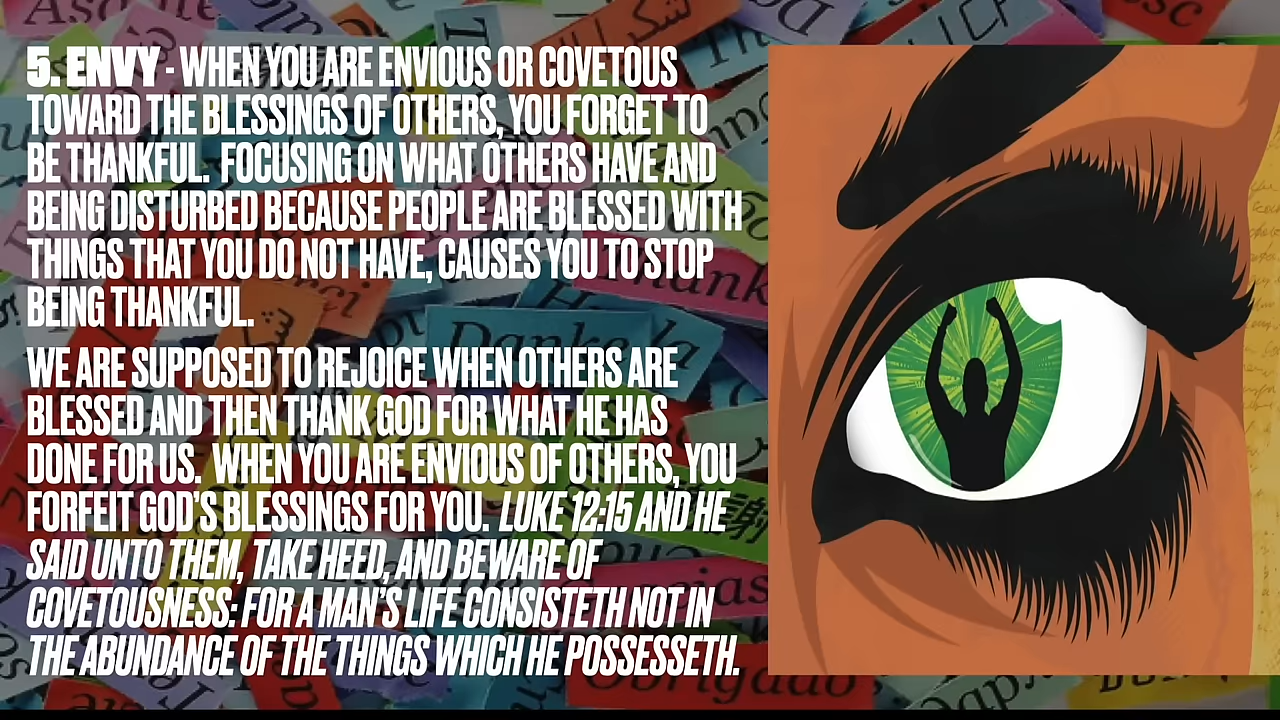 5. ENVY - WHEN YOU ARE ENVIOUS OR COVETOUS
TOWARD THE BLESSINGS OF OTHERS, YOU FORGET TO
BE THANKFUL. FOCUSING ON WHAT OTHERS HAVE AND
BEING DISTURBED BECAUSE PEOPLE ARE BLESSED WITH
THINGS THAT YOU DO NOT HAVE, CAUSES YOU TO STOP
BEING THANKFUL.
WE ARE SUPPOSED TO REJOICE WHEN OTHERS ARE
BLESSED AND THEN THANK GOD FOR WHAT HE HAS
DONE FOR US. WHEN YOU ARE ENVIOUS OF OTHERS, YOU
FORFEIT GOD'S BLESSINGS FOR YOU. LUKE 12:15 AND HE
SAID UNTO THEM, TAKE HEED, AND BEWARE OF
COVETOUSNESS: FOR A MAN'S LIFE CONSISTETH NOT IN
THE ABUNDANCE OF THE THINGS WHICH HE POSSESSETH.